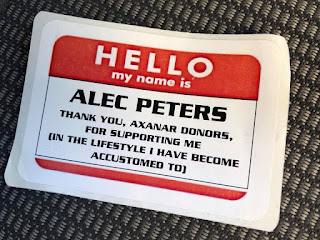 HELLO
my name is
ALEC PETERS
THANK YOU, AXANAR DONORS,
FOR SUPPORTING ME
(IN THE LIFESTYLE I HAVE BECOME
ACCUSTOMED TO)